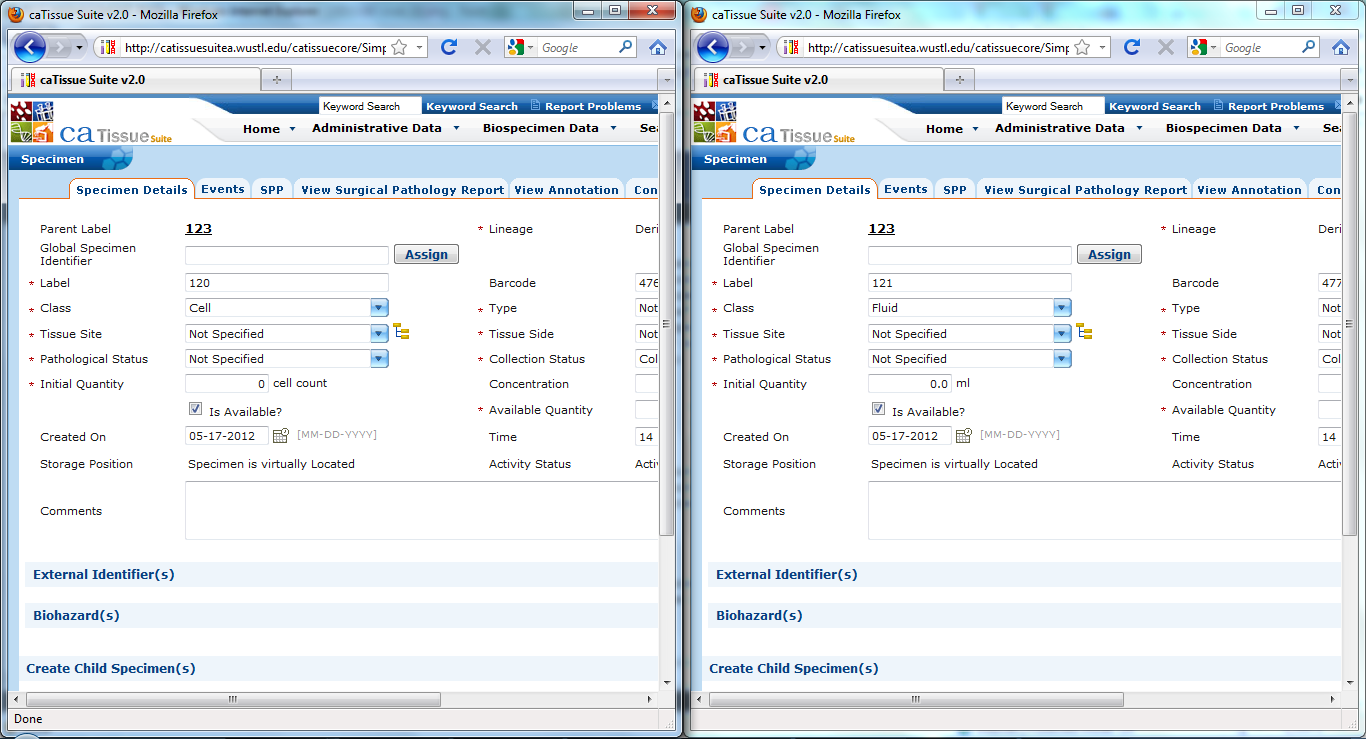 caTissue Suite v2.0 - Mozilla Firefox
http://catissuesuitea.wustl.edu/catissuecore/Simp
Google
caTissue Suite v2.0
Keyword Search Keyword Search Report Problems
ca Tissue Suite
Home Administrative Data Biospecimen Data Sea
Specimen
Specimen Details Events SPP View Surgical Pathology Report View Annotation Con
Parent Label 123 * Lineage Deri
Global Specimen
Identifier Assign
* Label 120 Barcode 476
* Class Cell * Type Not
* Tissue Site Not Specified * Tissue Side Not
* Pathological Status Not Specified * Collection Status Col
* Initial Quantity 0 cell count Concentration
Is Available? * Available Quantity
Created On 05-17-2012 [MM-DD-YYYY] Time 14
Storage Position Specimen is virtually Located Activity Status Acti
Comments
External Identifier(s)
Biohazard(s)
Create Child Specimen(s)
Done
caTissue Suite v2.0 - Mozilla Firefox
http://catissuesuitea.wustl.edu/catissuecore/Simp
Google
caTissue Suite v2.0
Keyword Search Keyword Search Report Problems
ca Tissue Suite
Home Administrative Data Biospecimen Data Sea
Specimen
Specimen Details Events SPP View Surgical Pathology Report View Annotation Con
Parent Label 123 * Lineage Deri
Global Specimen
Identifier Assign
* Label 121 Barcode 477
* Class Fluid * Type Not
* Tissue Site Not Specified * Tissue Side Not
* Pathological Status Not Specified * Collection Status Col
* Initial Quantity 0.0 ml Concentration
Is Available? * Available Quantity
Created On 05-17-2012 [MM-DD-YYYY] Time 14
Storage Position Specimen is virtually Located Activity Status Acti
Comments
External Identifier(s)
Biohazard(s)
Create Child Specimen(s)